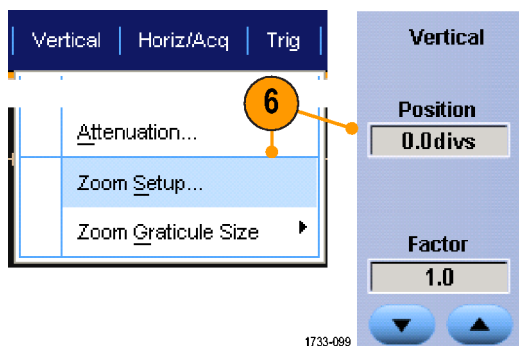 Vertical | Horiz/Acq | Trig
6
Attenuation...
Zoom Setup...
Zoom Graticule Size
Vertical
Position
0.0divs
Factor
1.0
1733-099